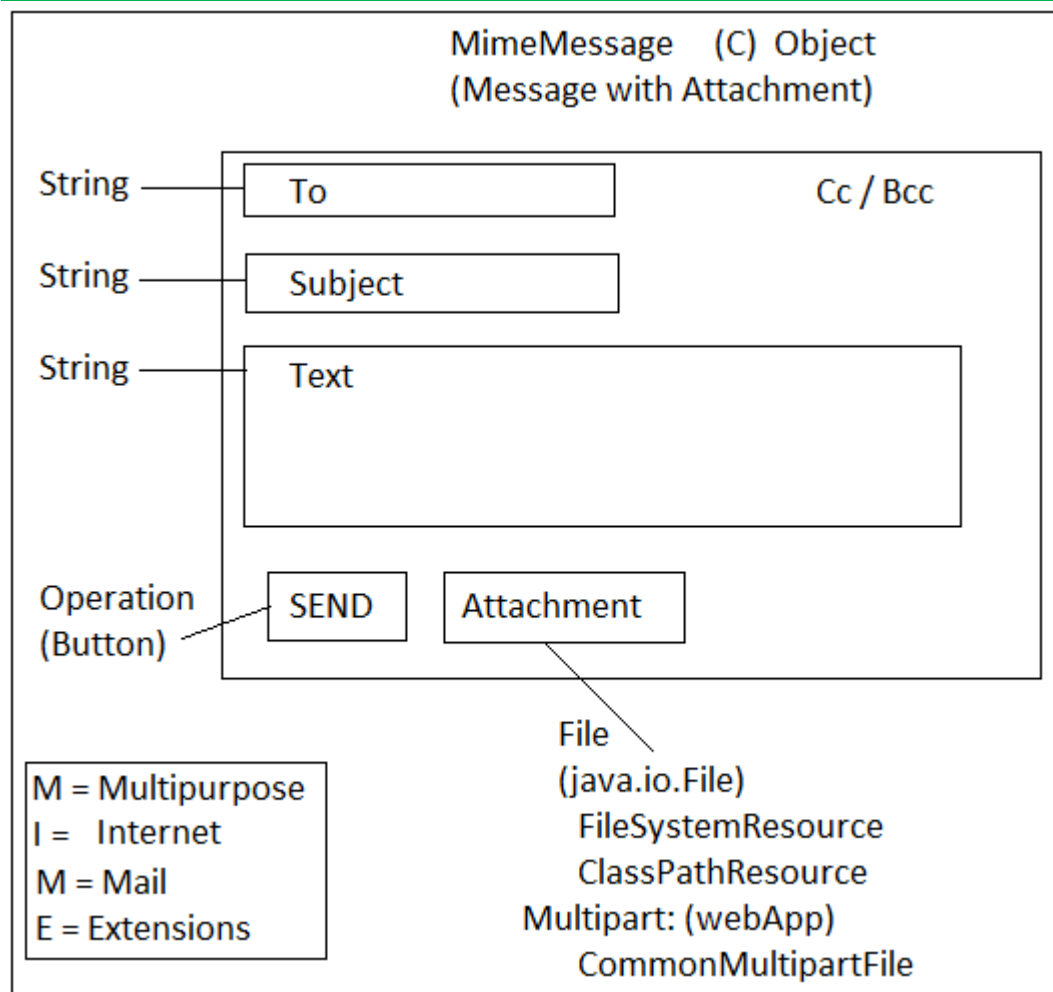 MimeMessage (C) Object
(Message with Attachment)
String
To
Cc / Bcc
String
Subject
String
Text
Operation
(Button)
SEND
Attachment
File
(java.io.File)
FileSystemResource
ClassPathResource
Multipart: (webApp)
CommonMultipartFile
M = Multipurpose
I = Internet
M = Mail
E = Extensions